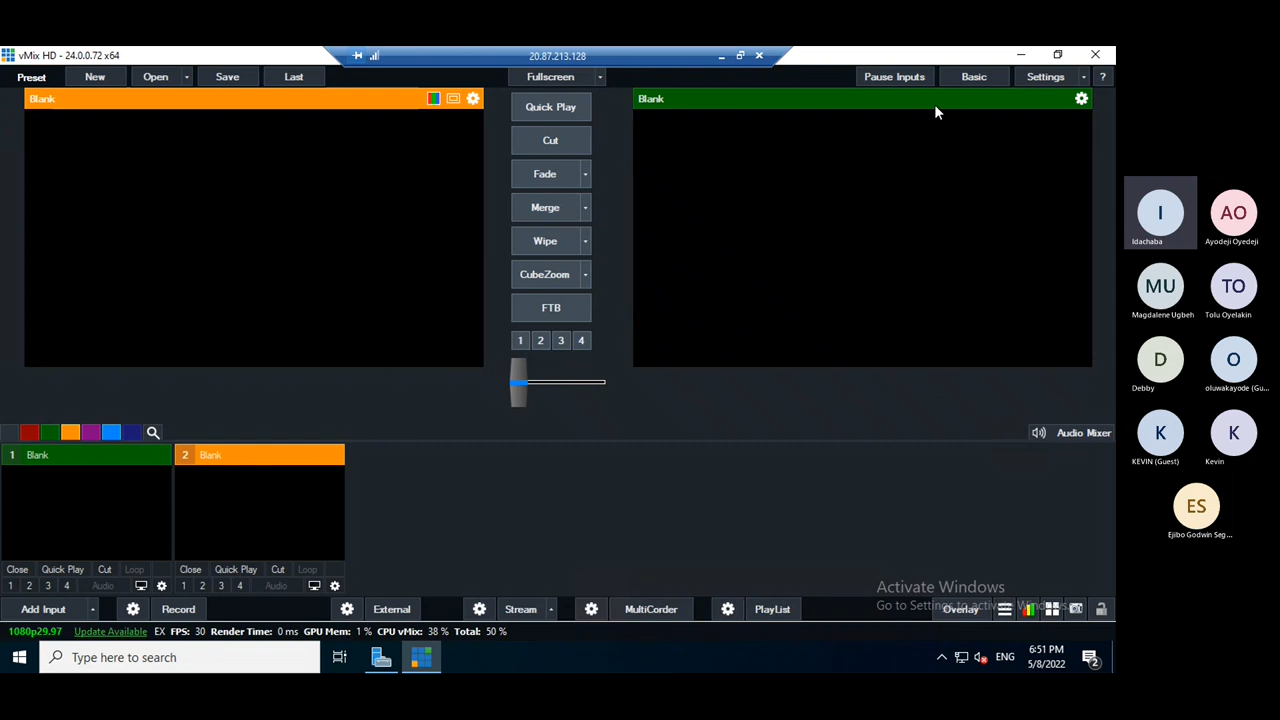 vMix HD - 24.0.0.72 x64
20.87.213.128
Preset New Open Save Last
Fullscreen
Pause Inputs Basic Settings ?
Blank
Blank
Quick Play
Cut
Fade
Merge
Wipe
CubeZoom
FTB
1 2 3 4
Audio Mixer
1 Blank
2 Blank
Close Quick Play Cut Loop
1 2 3 4 Audio
Close Quick Play Cut Loop
1 2 3 4 Audio
Activate Windows
Go to Settings to activate Windows.
Add Input Record External Stream MultiCorder PlayList Overlay
1080p29.97 Update Available EX FPS: 30 Render Time: 0 ms GPU Mem: 1 % CPU vMix: 38 % Total: 50 %
Type here to search
ENG
6:51 PM
5/8/2022
2
I
Idachaba
AO
Ayodeji Oyedeji
MU
Magdalene Ugbeh
TO
Tolu Oyelakin
D
Debby
O
oluwakayode (Gu...
K
KEVIN (Guest)
K
Kevin
ES
Ejibo Godwin Seg...